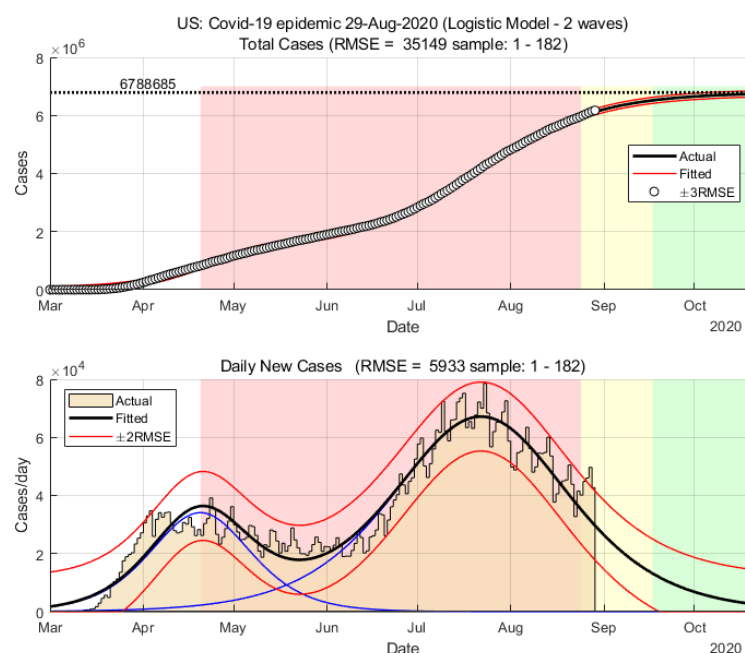 US: Covid-19 epidemic 29-Aug-2020 (Logistic Model - 2 waves)
Total Cases (RMSE = 35149 sample: 1 - 182)
×10^6
8
6
4
2
0
Cases
6788685
Actual
Fitted
±3RMSE
Mar Apr May Jun Jul Aug Sep Oct
Date
2020
Daily New Cases (RMSE = 5933 sample: 1 - 182)
×10^4
8
6
4
2
0
Cases/day
Actual
Fitted
±2RMSE
Mar Apr May Jun Jul Aug Sep Oct
Date
2020